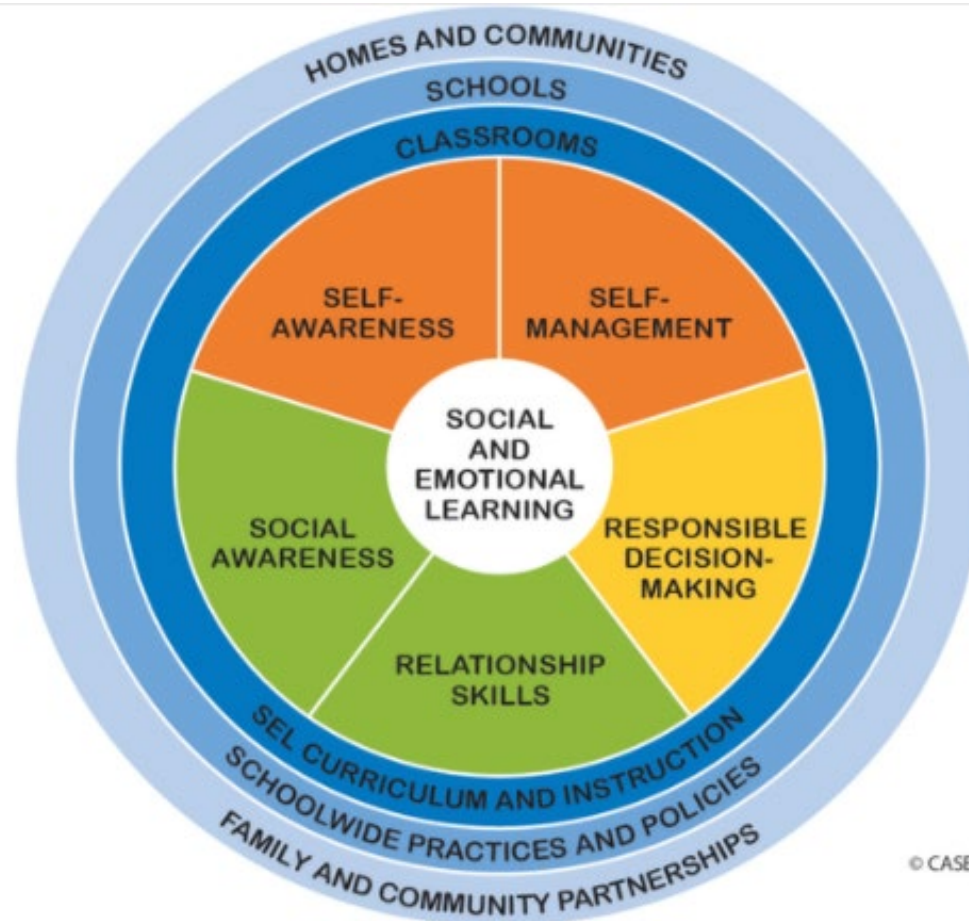 HOMES AND COMMUNITIES
SCHOOLS
CLASSROOMS
SELF-
AWARENESS
SELF-
MANAGEMENT
SOCIAL
AND
EMOTIONAL
LEARNING
SOCIAL
AWARENESS
RESPONSIBLE
DECISION-
MAKING
RELATIONSHIP
SKILLS
SEL CURRICULUM AND INSTRUCTION
SCHOOLWIDE PRACTICES AND POLICIES
FAMILY AND COMMUNITY PARTNERSHIPS
© CASE